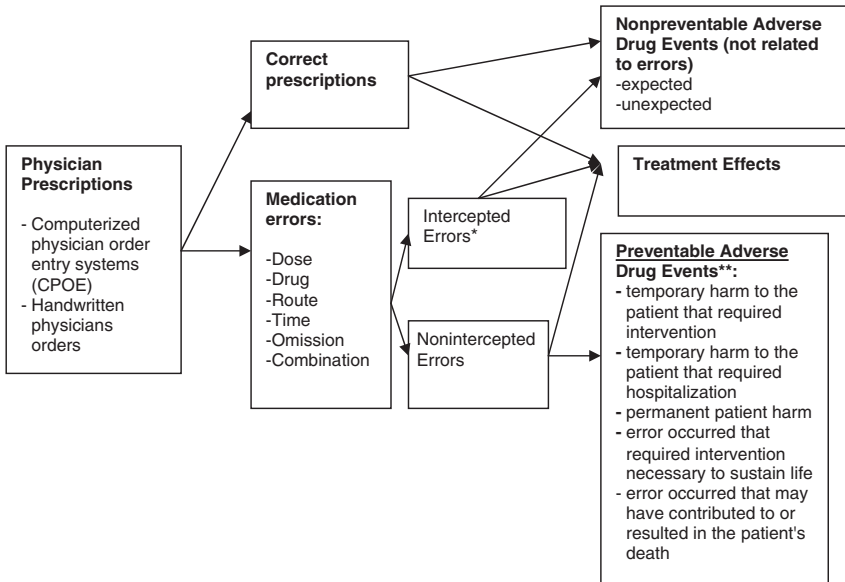 Physician
Prescriptions
- Computerized
physician order
entry systems
(CPOE)
- Handwritten
physicians
orders
Correct
prescriptions
Medication
errors:
-Dose
-Drug
-Route
-Time
-Omission
-Combination
Intercepted
Errors*
Nonintercepted
Errors
Nonpreventable Adverse
Drug Events (not related
to errors)
-expected
-unexpected
Treatment Effects
Preventable Adverse
Drug Events**:
- temporary harm to the
patient that required
intervention
- temporary harm to the
patient that required
hospitalization
- permanent patient harm
- error occurred that
required intervention
necessary to sustain life
- error occurred that may
have contributed to or
resulted in the patient's
death